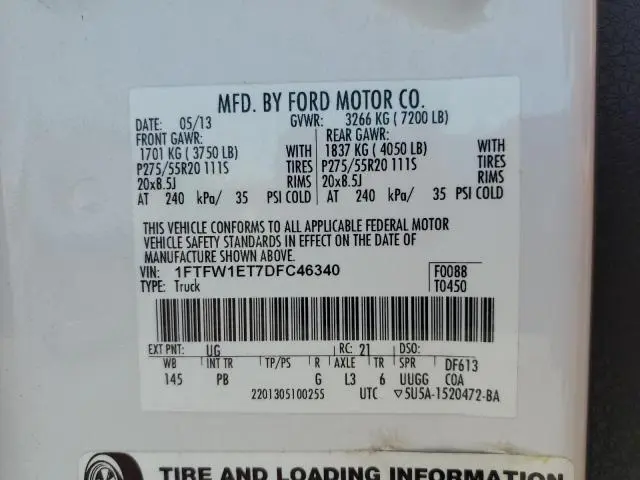 MFD. BY FORD MOTOR CO.
DATE: 05/13 GVWR: 3266 KG ( 7200 LB)
FRONT GAWR: REAR GAWR:
1701 KG ( 3750 LB) WITH 1837 KG ( 4050 LB) WITH
P275/55R20 111S TIRES P275/55R20 111S TIRES
20x8.5J RIMS 20x8.5J RIMS
AT 240 kPa/ 35 PSI COLD AT 240 kPa/ 35 PSI COLD
THIS VEHICLE CONFORMS TO ALL APPLICABLE FEDERAL MOTOR
VEHICLE SAFETY STANDARDS IN EFFECT ON THE DATE OF
MANUFACTURE SHOWN ABOVE.
VIN: 1FTFW1ET7DFC46340 F0088
TYPE: Truck T0450
EXT PNT: UG RC: 21 DSO:
WB INT TR TP/PS R AXLE TR SPR DF613
145 PB G L3 6 UUGG COA
2201305100255 UTC ▽5U5A-1520472-BA
TIRE AND LOADING INFORMATION